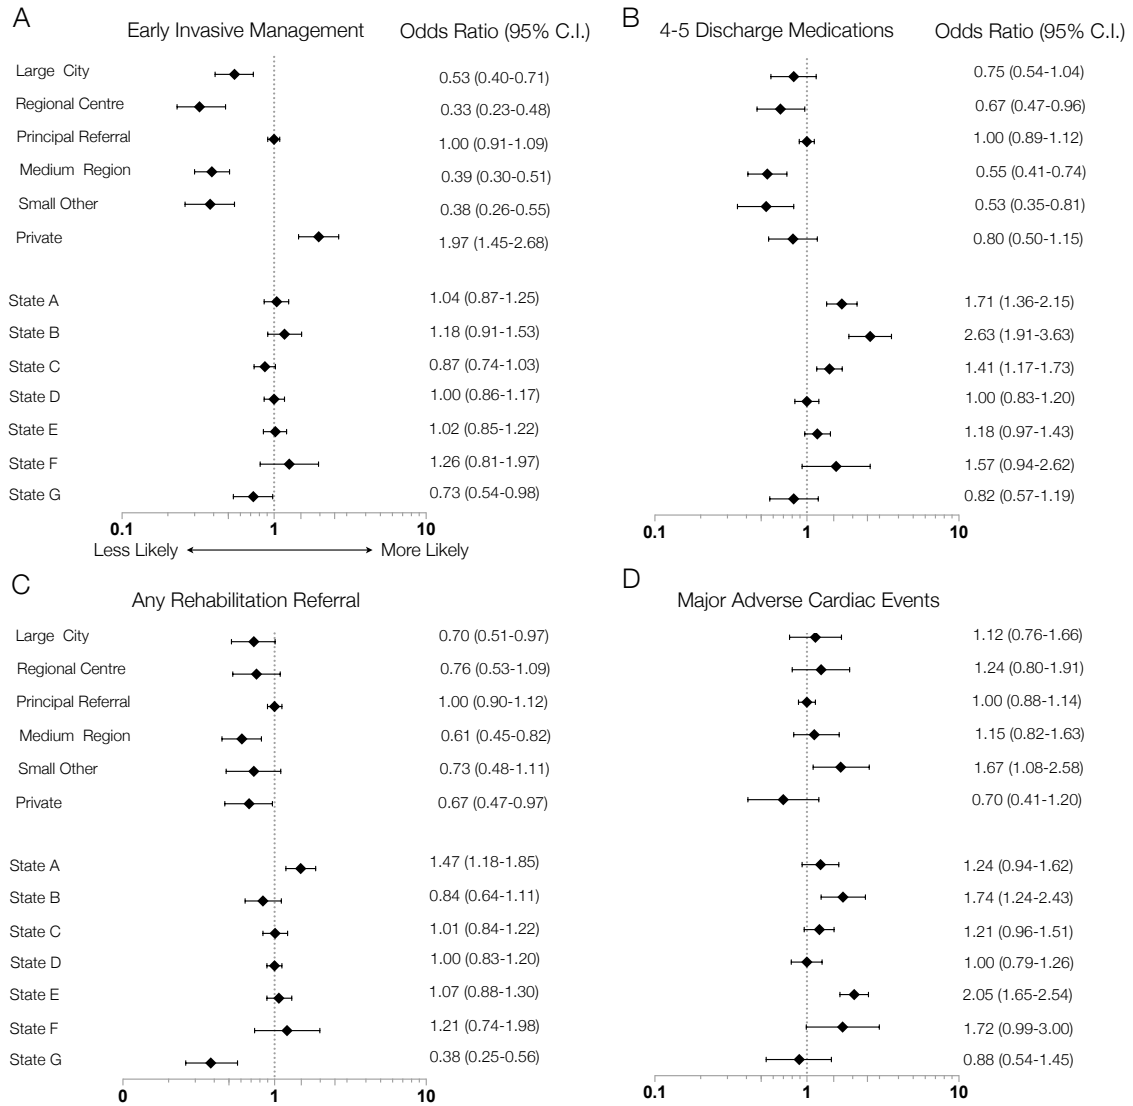 A
Early Invasive Management Odds Ratio (95% C.I.)
Large City 0.53 (0.40-0.71)
Regional Centre 0.33 (0.23-0.48)
Principal Referral 1.00 (0.91-1.09)
Medium Region 0.39 (0.30-0.51)
Small Other 0.38 (0.26-0.55)
Private 1.97 (1.45-2.68)
State A 1.04 (0.87-1.25)
State B 1.18 (0.91-1.53)
State C 0.87 (0.74-1.03)
State D 1.00 (0.86-1.17)
State E 1.02 (0.85-1.22)
State F 1.26 (0.81-1.97)
State G 0.73 (0.54-0.98)
0.1 1 10
Less Likely More Likely
B
4-5 Discharge Medications Odds Ratio (95% C.I.)
0.75 (0.54-1.04)
0.67 (0.47-0.96)
1.00 (0.89-1.12)
0.55 (0.41-0.74)
0.53 (0.35-0.81)
0.80 (0.50-1.15)
1.71 (1.36-2.15)
2.63 (1.91-3.63)
1.41 (1.17-1.73)
1.00 (0.83-1.20)
1.18 (0.97-1.43)
1.57 (0.94-2.62)
0.82 (0.57-1.19)
0.1 1 10
C
Any Rehabilitation Referral
Large City 0.70 (0.51-0.97)
Regional Centre 0.76 (0.53-1.09)
Principal Referral 1.00 (0.90-1.12)
Medium Region 0.61 (0.45-0.82)
Small Other 0.73 (0.48-1.11)
Private 0.67 (0.47-0.97)
State A 1.47 (1.18-1.85)
State B 0.84 (0.64-1.11)
State C 1.01 (0.84-1.22)
State D 1.00 (0.83-1.20)
State E 1.07 (0.88-1.30)
State F 1.21 (0.74-1.98)
State G 0.38 (0.25-0.56)
0 1 10
D
Major Adverse Cardiac Events
1.12 (0.76-1.66)
1.24 (0.80-1.91)
1.00 (0.88-1.14)
1.15 (0.82-1.63)
1.67 (1.08-2.58)
0.70 (0.41-1.20)
1.24 (0.94-1.62)
1.74 (1.24-2.43)
1.21 (0.96-1.51)
1.00 (0.79-1.26)
2.05 (1.65-2.54)
1.72 (0.99-3.00)
0.88 (0.54-1.45)
0.1 1 10